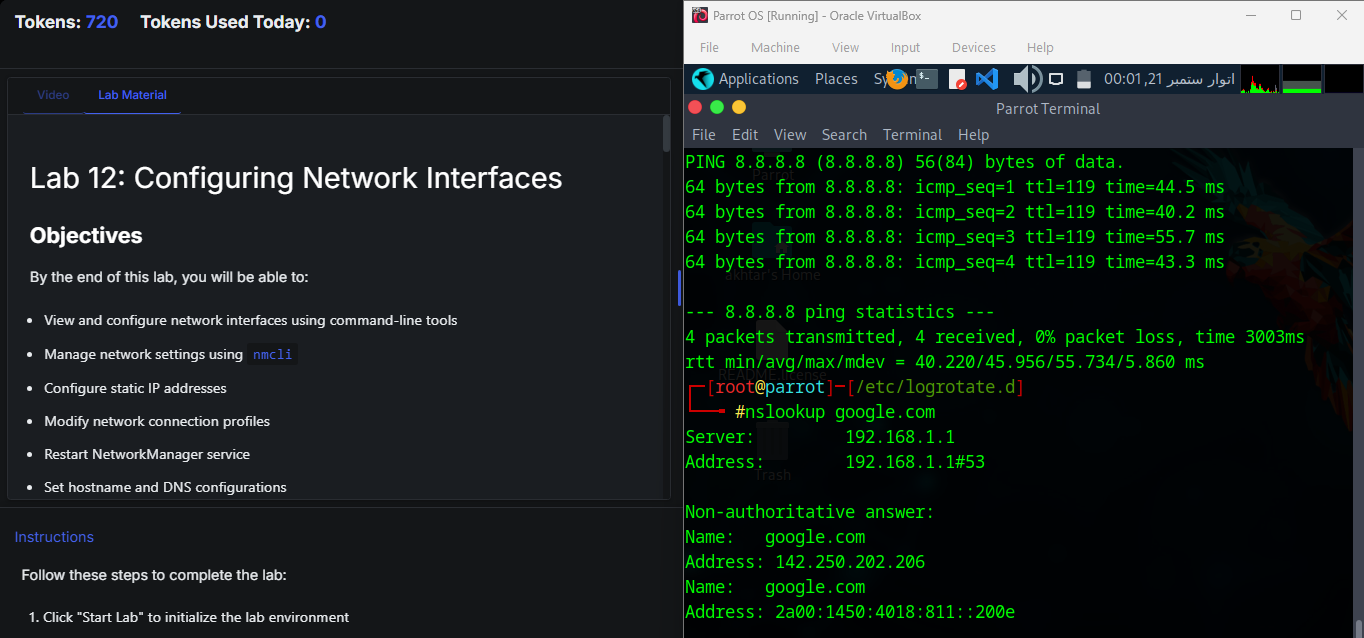 Tokens: 720 Tokens Used Today: 0
Video Lab Material
Lab 12: Configuring Network Interfaces
Objectives
By the end of this lab, you will be able to:
• View and configure network interfaces using command-line tools
• Manage network settings using nmcli
• Configure static IP addresses
• Modify network connection profiles
• Restart NetworkManager service
• Set hostname and DNS configurations
Instructions
Follow these steps to complete the lab:
1. Click "Start Lab" to initialize the lab environment
Parrot OS [Running] - Oracle VirtualBox
File Machine View Input Devices Help
Applications Places 00:01 ,21 اتوار ستمبر
Parrot Terminal
File Edit View Search Terminal Help
PING 8.8.8.8 (8.8.8.8) 56(84) bytes of data.
64 bytes from 8.8.8.8: icmp_seq=1 ttl=119 time=44.5 ms
64 bytes from 8.8.8.8: icmp_seq=2 ttl=119 time=40.2 ms
64 bytes from 8.8.8.8: icmp_seq=3 ttl=119 time=55.7 ms
64 bytes from 8.8.8.8: icmp_seq=4 ttl=119 time=43.3 ms
--- 8.8.8.8 ping statistics ---
4 packets transmitted, 4 received, 0% packet loss, time 3003ms
rtt min/avg/max/mdev = 40.220/45.956/55.734/5.860 ms
[root@parrot]─[/etc/logrotate.d]
#nslookup google.com
Server: 192.168.1.1
Address: 192.168.1.1#53
Trash
Non-authoritative answer:
Name: google.com
Address: 142.250.202.206
Name: google.com
Address: 2a00:1450:4018:811::200e